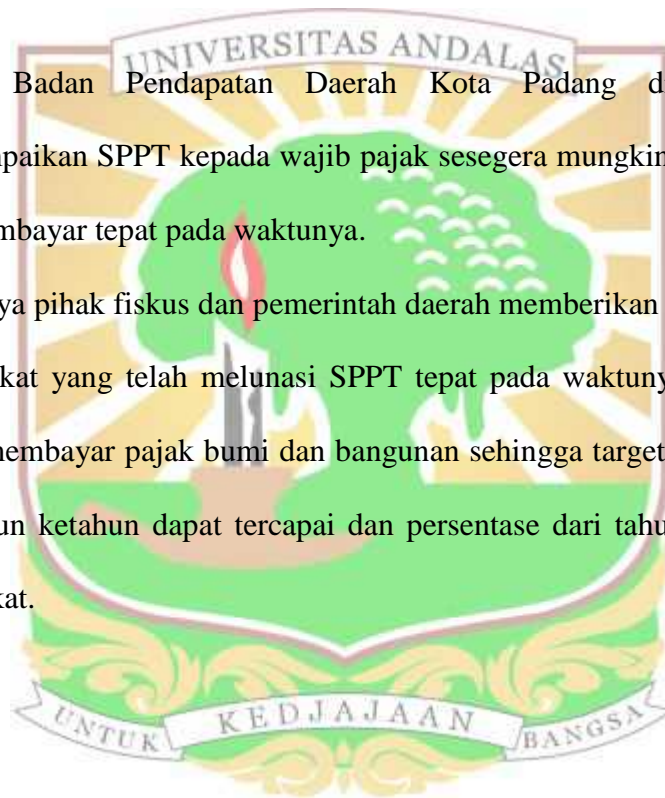 UNIVERSITAS ANDALAS
Badan Pendapatan Daerah Kota Padang d
paikan SPPT kepada wajib pajak sesegera mungkin
mbayar tepat pada waktunya.
ya pihak fiskus dan pemerintah daerah memberikan
kat yang telah melunasi SPPT tepat pada waktuny
membayar pajak bumi dan bangunan sehingga target
un ketahun dapat tercapai dan persentase dari tahu
kat.
UNTUK KEDJAJAAN BANGSA